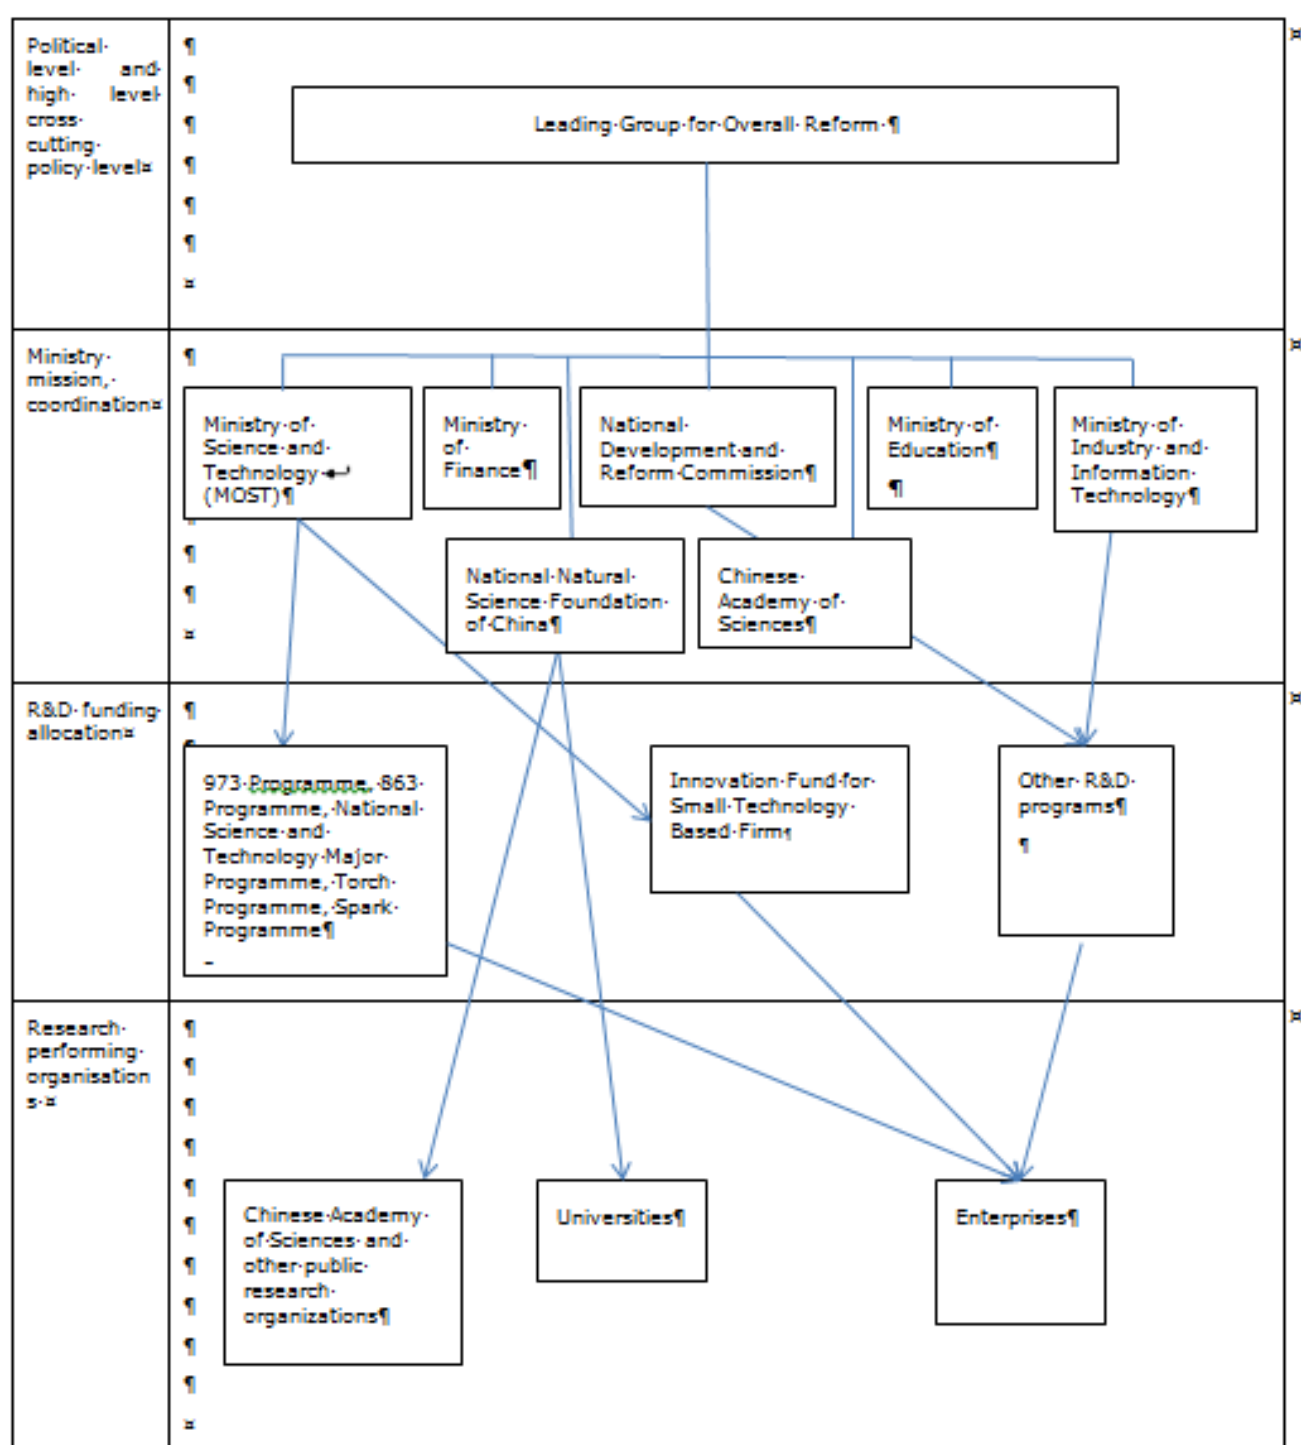 Political
level and
high level
cross
cutting
policy level¤
¶
¶
¶
¶
¶
¶
¤
¤
Leading Group for Overall Reform ¶
Ministry
mission,
coordination¤
¶
¶
¶
¶
¤
¤
Ministry of
Science and
Technology ↵
(MOST)¶
Ministry
of
Finance¶
National
Development and
Reform Commission¶
Ministry of
Education¶
¶
Ministry of
Industry and
Information
Technology¶
National Natural
Science Foundation
of China¶
Chinese
Academy of
Sciences¶
R&D funding
allocation¤
¶
¤
973 Programme, 863
Programme, National
Science and
Technology Major
Programme, Torch
Programme, Spark
Programme¶
Innovation Fund for
Small Technology
Based Firm¶
Other R&D
programs¶
¶
Research
performing
organisation
s ¤
¶
¶
¶
¶
¶
¶
¶
¶
¶
¶
¤
¤
Chinese Academy
of Sciences and
other public
research
organizations¶
Universities¶
Enterprises¶